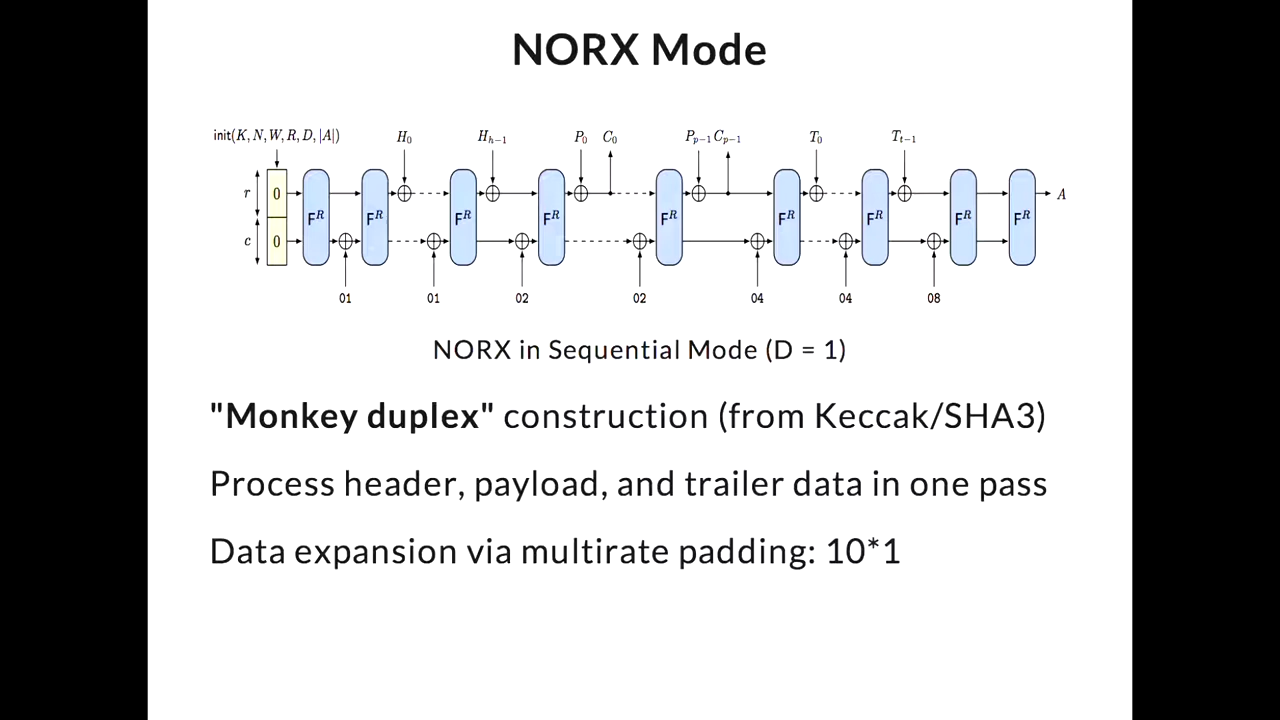 NORX Mode
init(K, N, W, R, D, |A|) H₀ Hₕ₋₁ P₀ C₀ Pₚ₋₁ Cₚ₋₁ T₀ Tₜ₋₁
r 0 Fᴿ Fᴿ Fᴿ Fᴿ Fᴿ Fᴿ Fᴿ Fᴿ Fᴿ A
c 0
01 01 02 02 04 04 08
NORX in Sequential Mode (D = 1)
"Monkey duplex" construction (from Keccak/SHA3)
Process header, payload, and trailer data in one pass
Data expansion via multirate padding: 10*1